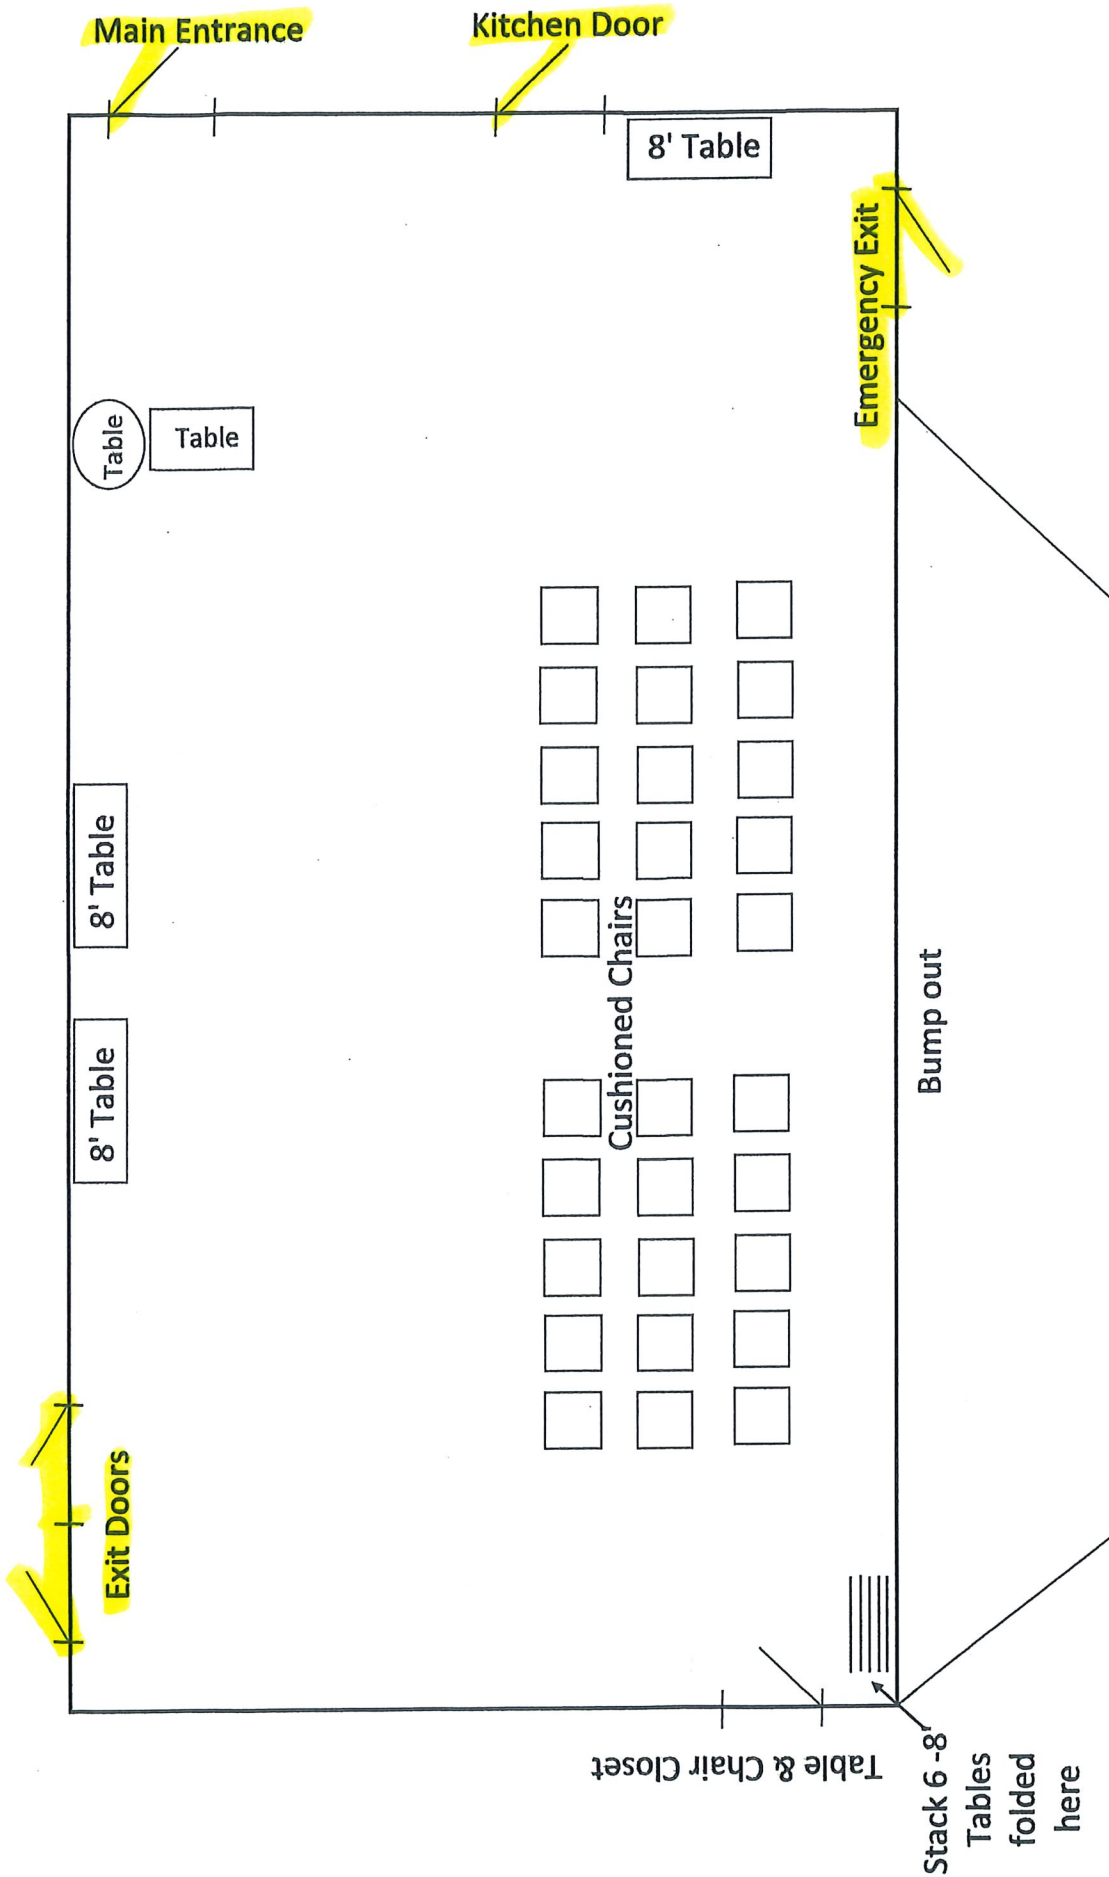 Main Entrance
Kitchen Door
8' Table
Emergency Exit
Table
Table
8' Table
8' Table
Cushioned Chairs
Bump out
Exit Doors
Table & Chair Closet
Stack 6 -8'
Tables
folded
here